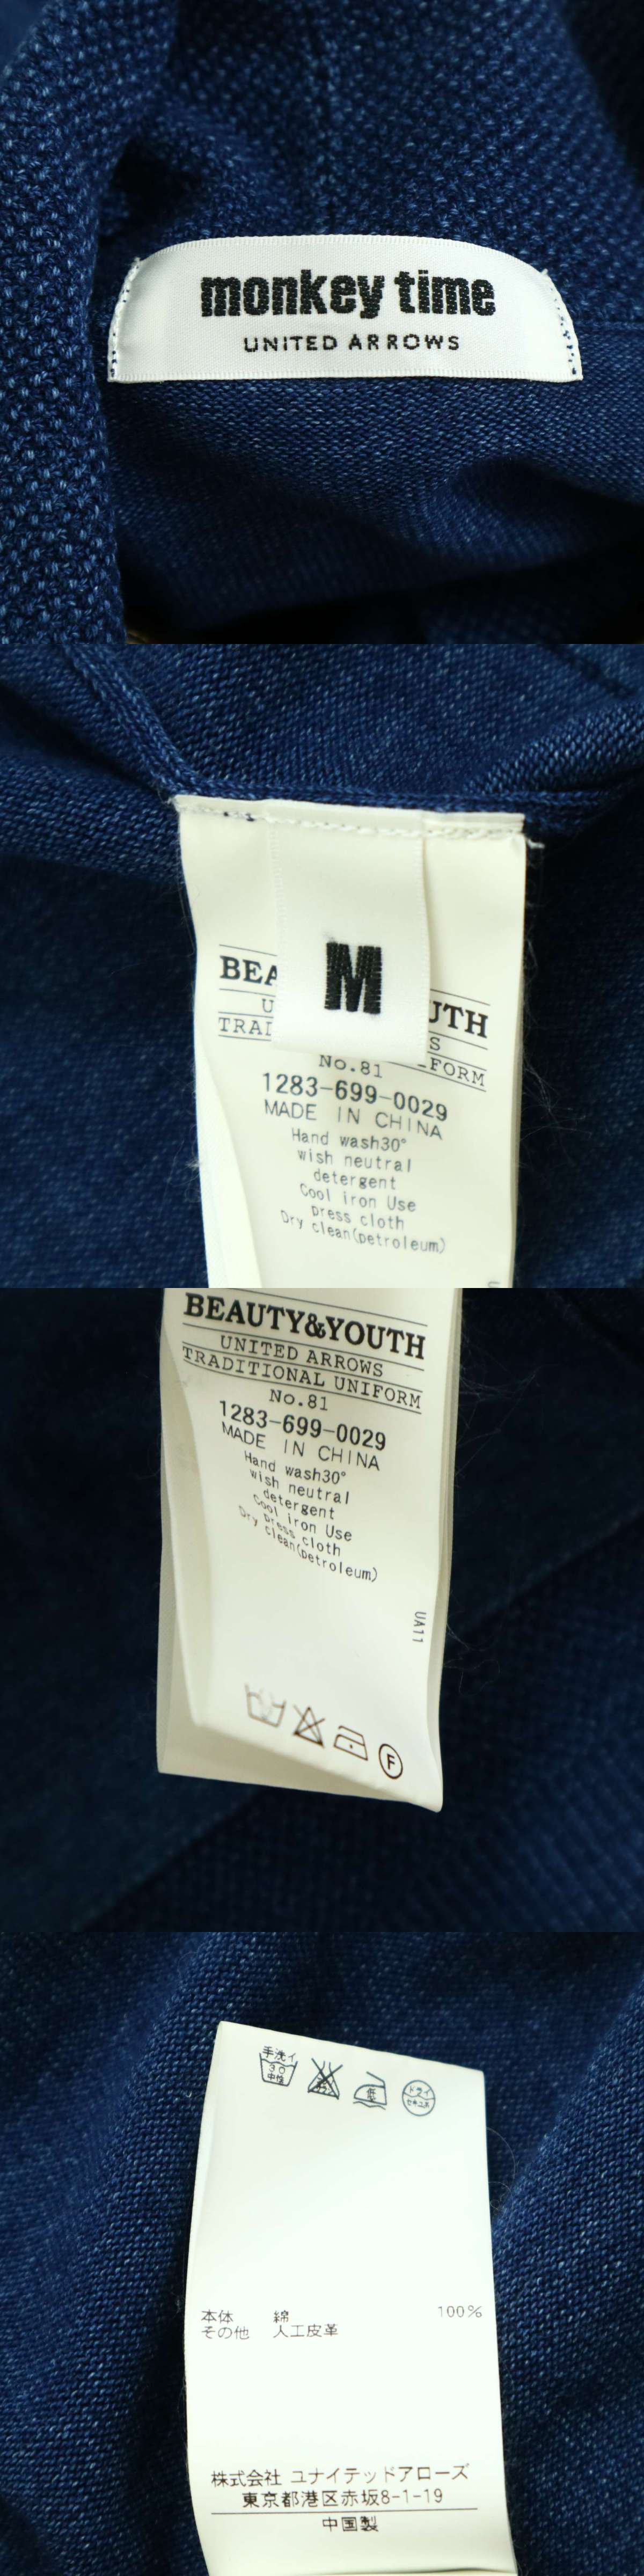 monkey time
UNITED ARROWS
M
BEA UTH
U S
TRAD FORM
No.81
1283-699-0029
MADE IN CHINA
Hand wash30°
wish neutral
detergent
Cool iron Use
press cloth
Dry clean(petroleum)
BEAUTY&YOUTH
UNITED ARROWS
TRADITIONAL UNIFORM
No.81
1283-699-0029
MADE IN CHINA
Hand wash30°
wish neutral
detergent
Cool iron Use
press cloth
Dry clean(petroleum)
UA11
F
手洗イ
30
中性
低
ドライ
セキユ系
本体 綿 100%
その他 人工皮革
株式会社 ユナイテッドアローズ
東京都港区赤坂8-1-19
中国製